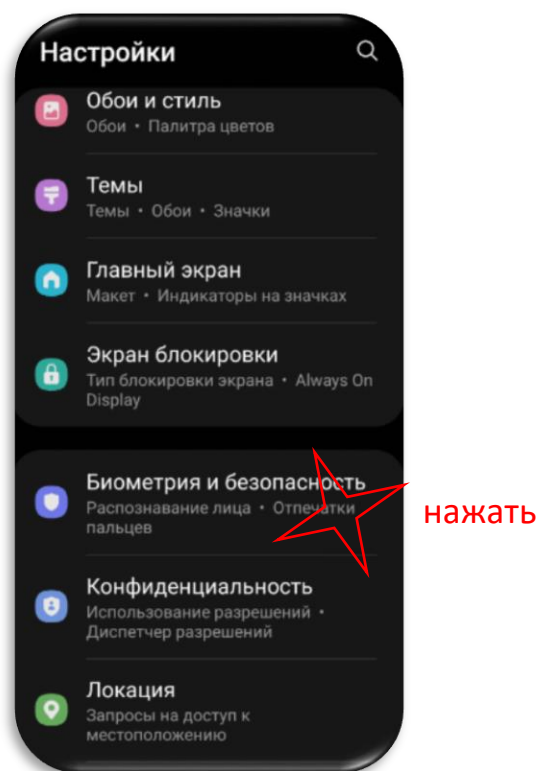 Настройки
Обои и стиль
Обои • Палитра цветов
Темы
Темы • Обои • Значки
Главный экран
Макет • Индикаторы на значках
Экран блокировки
Тип блокировки экрана • Always On
Display
Биометрия и безопасность
Распознавание лица • Отпечатки
пальцев
нажать
Конфиденциальность
Использование разрешений •
Диспетчер разрешений
Локация
Запросы на доступ к
местоположению